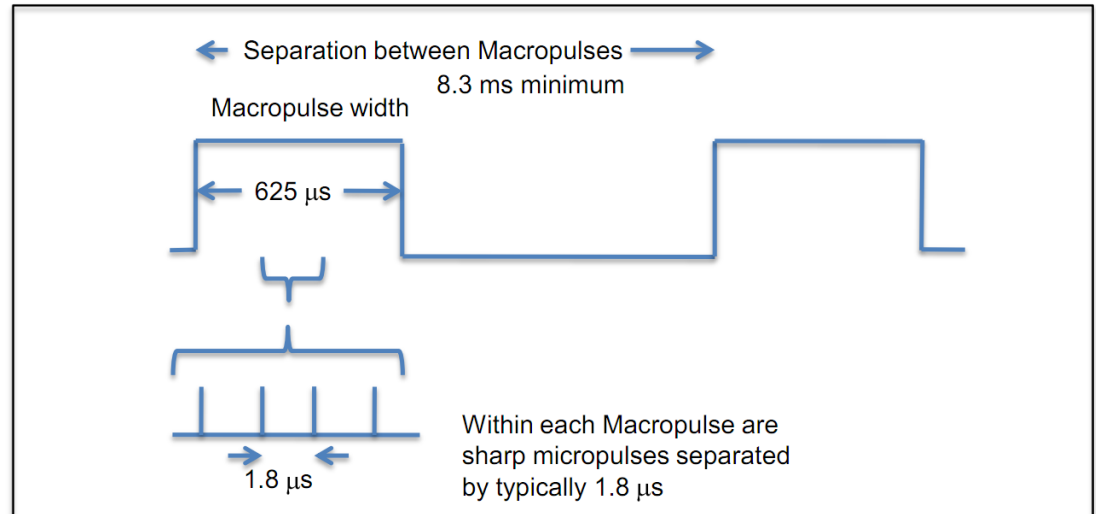 Separation between Macropulses
8.3 ms minimum
Macropulse width
625 μs
1.8 μs
Within each Macropulse are
sharp micropulses separated
by typically 1.8 μs